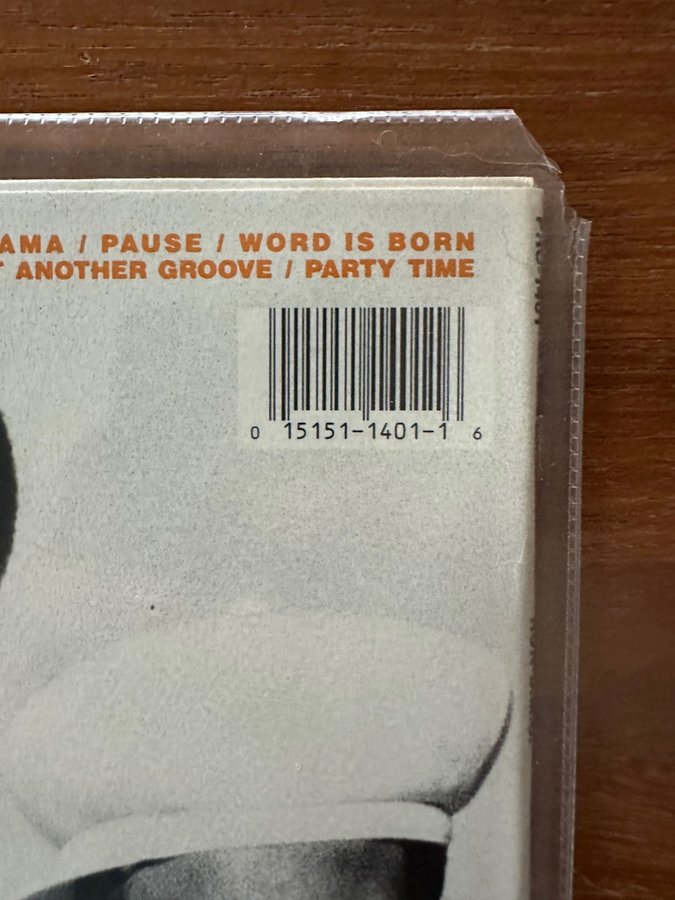 AMA / PAUSE / WORD IS BORN
T ANOTHER GROOVE / PARTY TIME
0 15151-1401-1 6